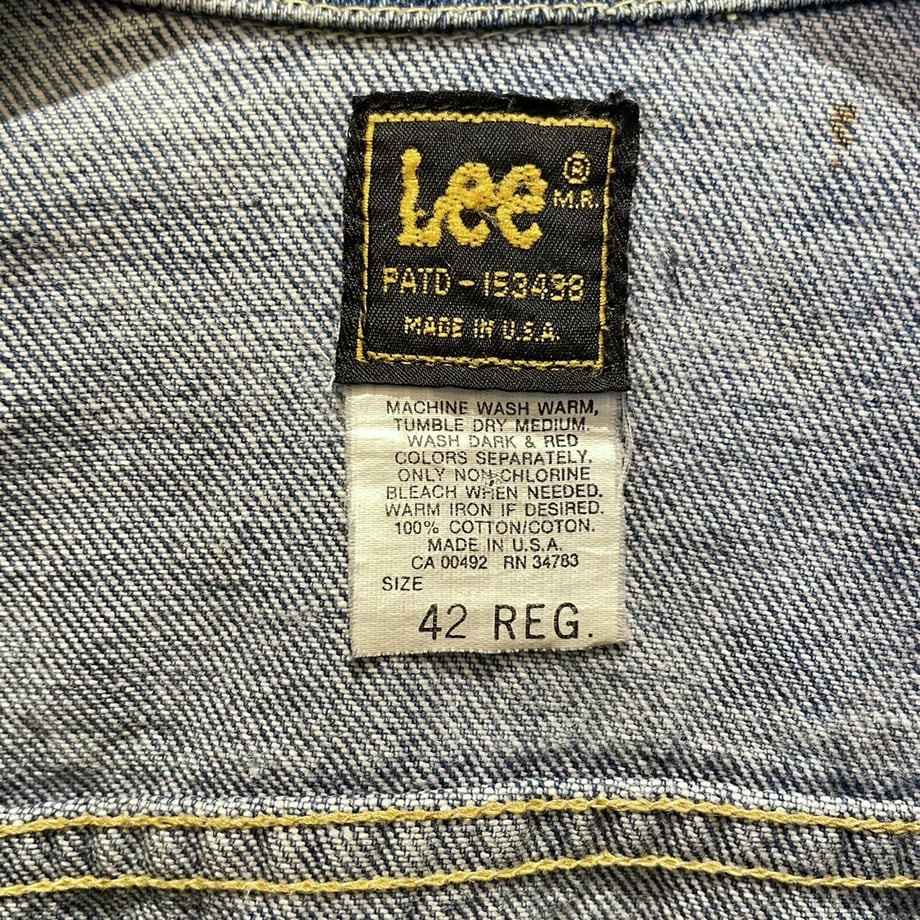 Lee ® M.R.
PATD-153438
MADE IN U.S.A.
MACHINE WASH WARM,
TUMBLE DRY MEDIUM.
WASH DARK & RED
COLORS SEPARATELY.
ONLY NON-CHLORINE
BLEACH WHEN NEEDED.
WARM IRON IF DESIRED.
100% COTTON/COTON.
MADE IN U.S.A.
CA 00492 RN 34783
SIZE
42 REG.